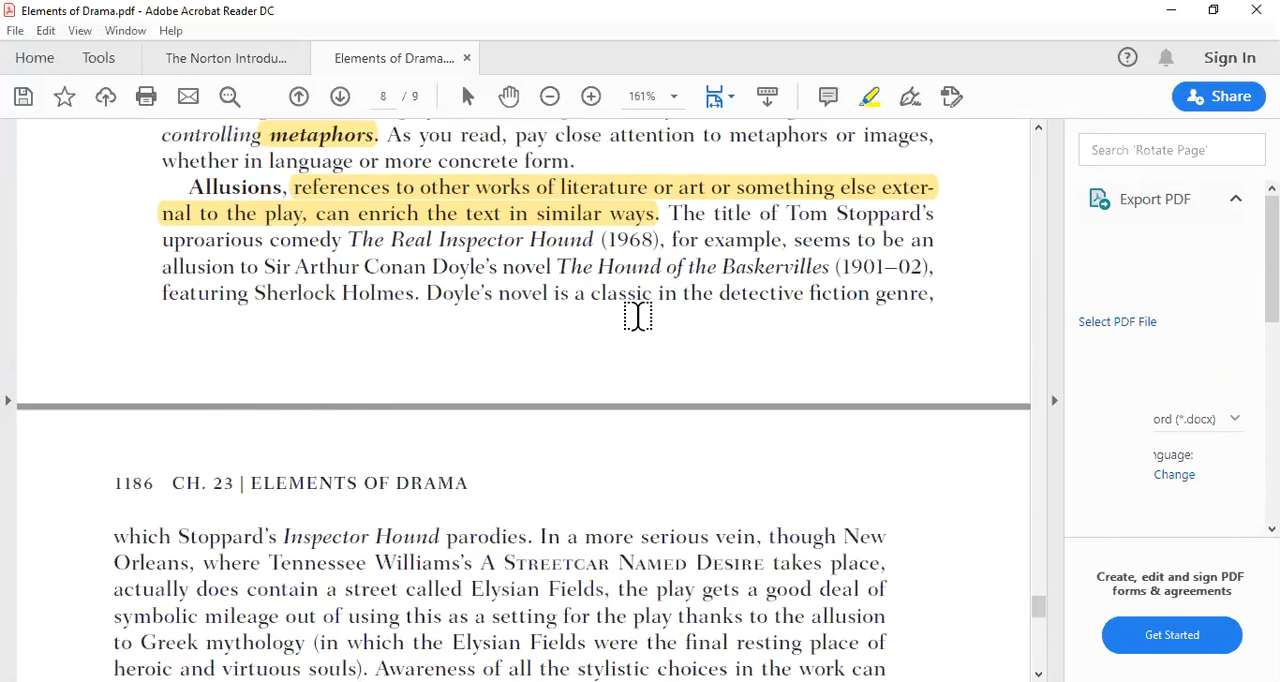 Elements of Drama.pdf - Adobe Acrobat Reader DC
File Edit View Window Help
Home Tools The Norton Introdu... Elements of Drama.... × Sign In
8 / 9 161% Share
controlling metaphors. As you read, pay close attention to metaphors or images,
whether in language or more concrete form.
Allusions, references to other works of literature or art or something else exter-
nal to the play, can enrich the text in similar ways. The title of Tom Stoppard's
uproarious comedy The Real Inspector Hound (1968), for example, seems to be an
allusion to Sir Arthur Conan Doyle's novel The Hound of the Baskervilles (1901–02),
featuring Sherlock Holmes. Doyle's novel is a classic in the detective fiction genre,
1186 CH. 23 | ELEMENTS OF DRAMA
which Stoppard's Inspector Hound parodies. In a more serious vein, though New
Orleans, where Tennessee Williams's A STREETCAR NAMED DESIRE takes place,
actually does contain a street called Elysian Fields, the play gets a good deal of
symbolic mileage out of using this as a setting for the play thanks to the allusion
to Greek mythology (in which the Elysian Fields were the final resting place of
heroic and virtuous souls). Awareness of all the stylistic choices in the work can
Search 'Rotate Page'
Export PDF
Select PDF File
ord (*.docx)
nguage:
Change
Create, edit and sign PDF
forms & agreements
Get Started